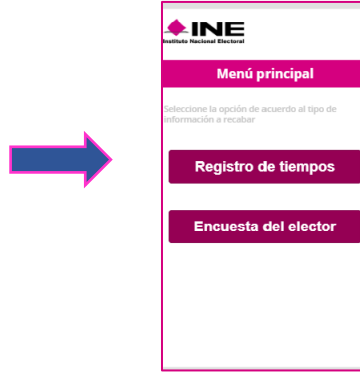 INE
Instituto Nacional Electoral
Menú principal
Seleccione la opción de acuerdo al tipo de
información a recabar
Registro de tiempos
Encuesta del elector